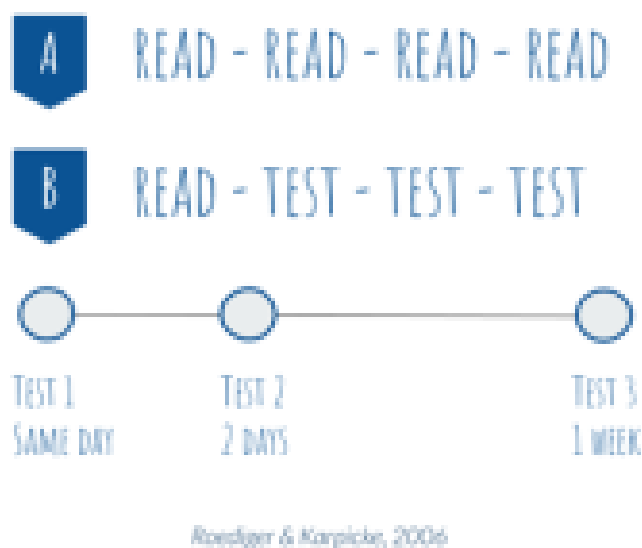 A READ - READ - READ - READ
B READ - TEST - TEST - TEST
TEST 1 TEST 2 TEST 3
SAME DAY 2 DAYS 1 WEEK
Roediger & Karpicke, 2006